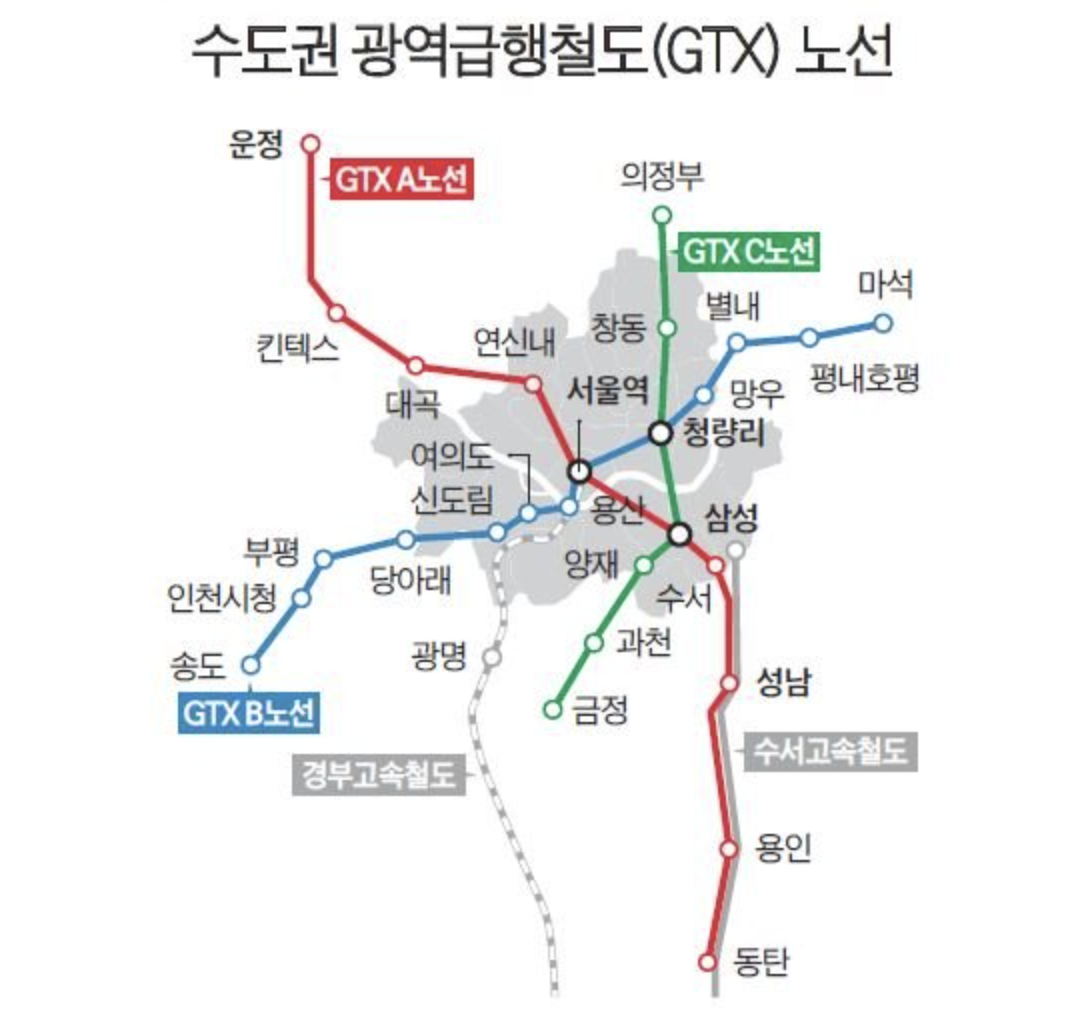 수도권 광역급행철도(GTX) 노선
운정
GTX A노선
의정부
GTX C노선
마석
별내
킨텍스
연신내
창동
평내호평
대곡
서울역
망우
여의도
청량리
신도림
용산
삼성
부평
당아래
양재
인천시청
수서
광명
과천
송도
성남
GTX B노선
금정
경부고속철도
수서고속철도
용인
동탄